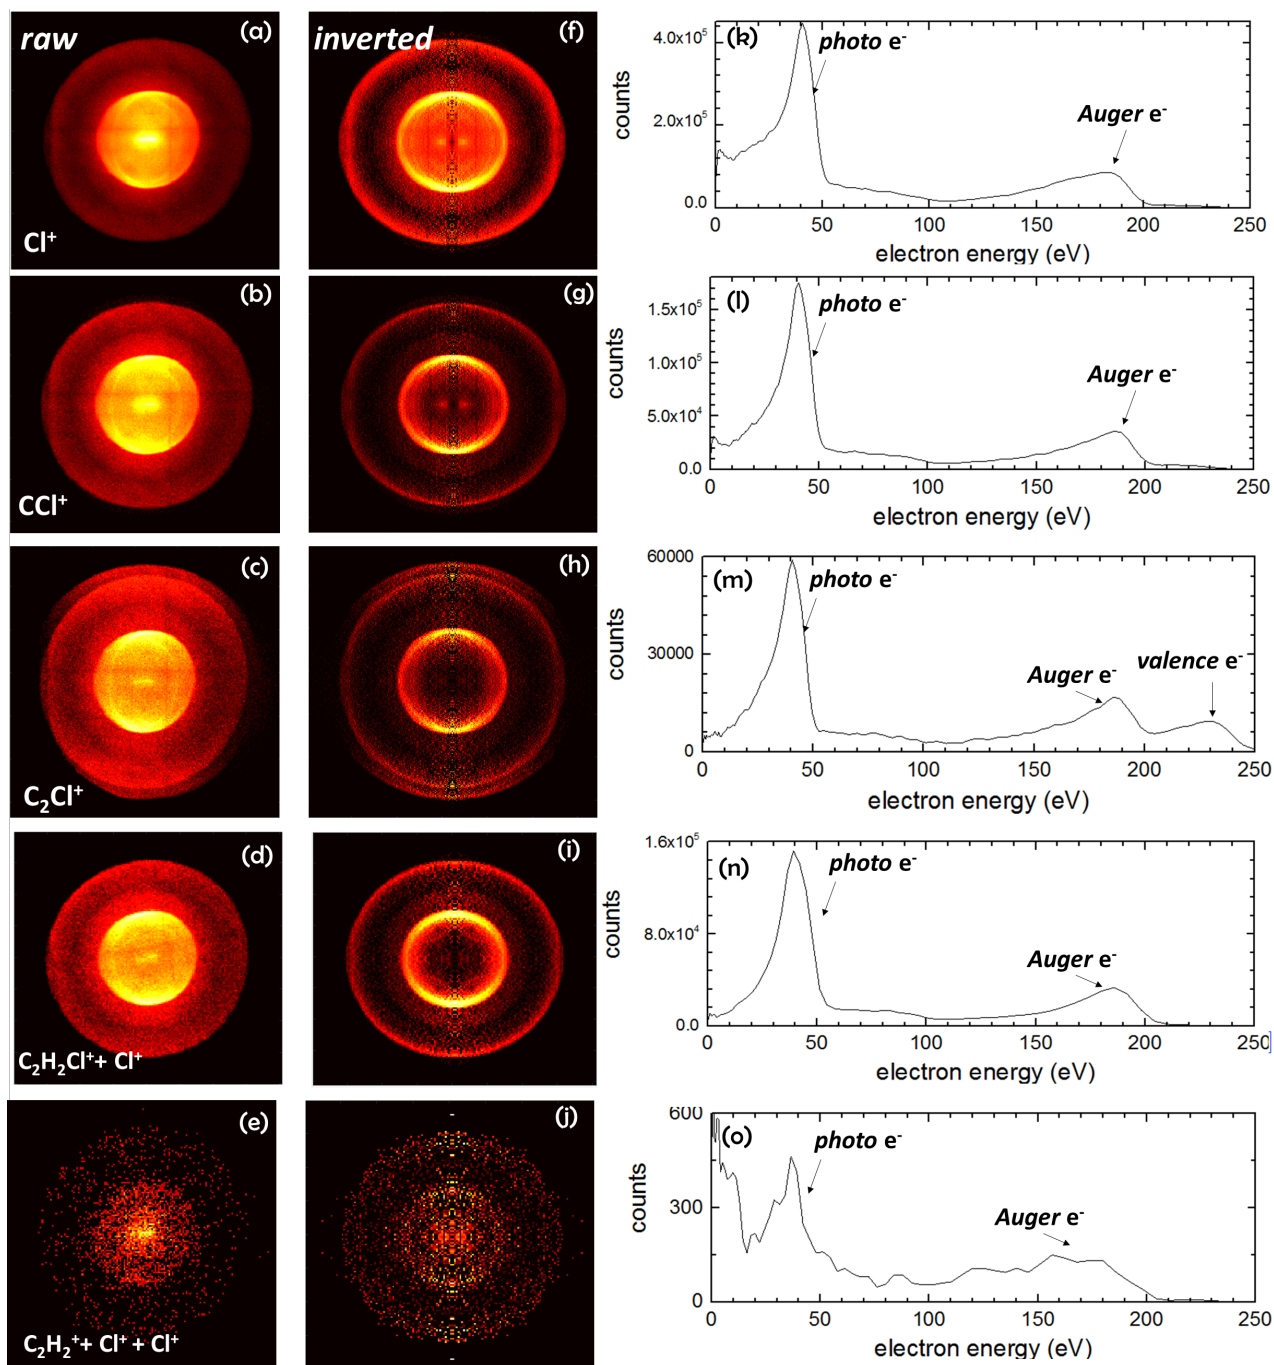 raw
(a)
Cl⁺
inverted
(f)
(k)
4.0x10⁵
2.0x10⁵
0.0
counts
photo e⁻
Auger e⁻
0 50 100 150 200 250
electron energy (eV)
(b)
CCl⁺
(g)
(l)
1.5x10⁵
1.0x10⁵
5.0x10⁴
0.0
counts
photo e⁻
Auger e⁻
0 50 100 150 200 250
electron energy (eV)
(c)
C₂Cl⁺
(h)
(m)
60000
30000
0
counts
photo e⁻
Auger e⁻
valence e⁻
0 50 100 150 200 250
electron energy (eV)
(d)
C₂H₂Cl⁺+ Cl⁺
(i)
(n)
1.6x10⁵
8.0x10⁴
0.0
counts
photo e⁻
Auger e⁻
0 50 100 150 200 250
electron energy (eV)
(e)
C₂H₂⁺+ Cl⁺ + Cl⁺
(j)
(o)
600
300
0
counts
photo e⁻
Auger e⁻
0 50 100 150 200 250
electron energy (eV)